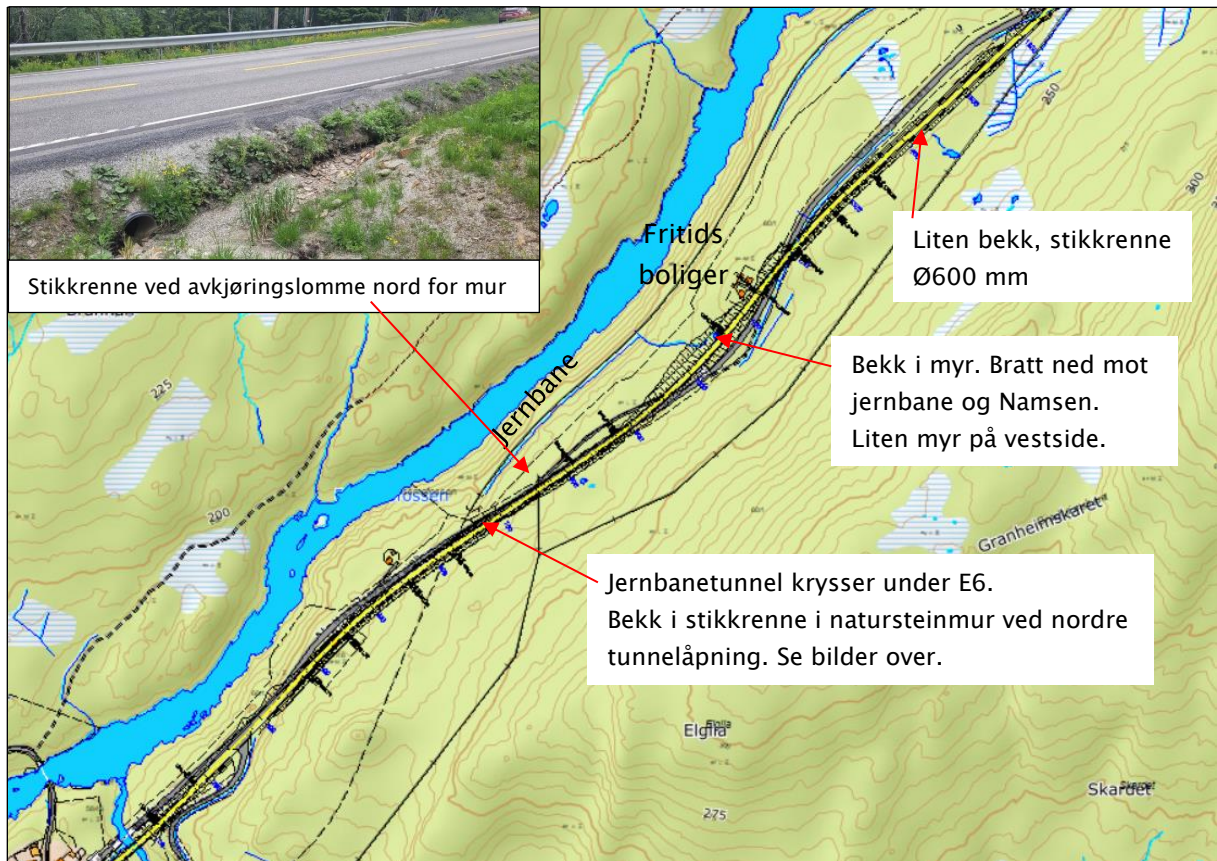 Stikkrenne ved avkjøringslomme nord for mur
Fritids
boliger
Jernbane
Liten bekk, stikkrenne
Ø600 mm
Bekk i myr. Bratt ned mot
jernbane og Namsen.
Liten myr på vestside.
Jernbanetunnel krysser under E6.
Bekk i stikkrenne i natursteinmur ved nordre
tunnelåpning. Se bilder over.
250
300
225
200
Granheimskaret
Elglia
Skardet
275